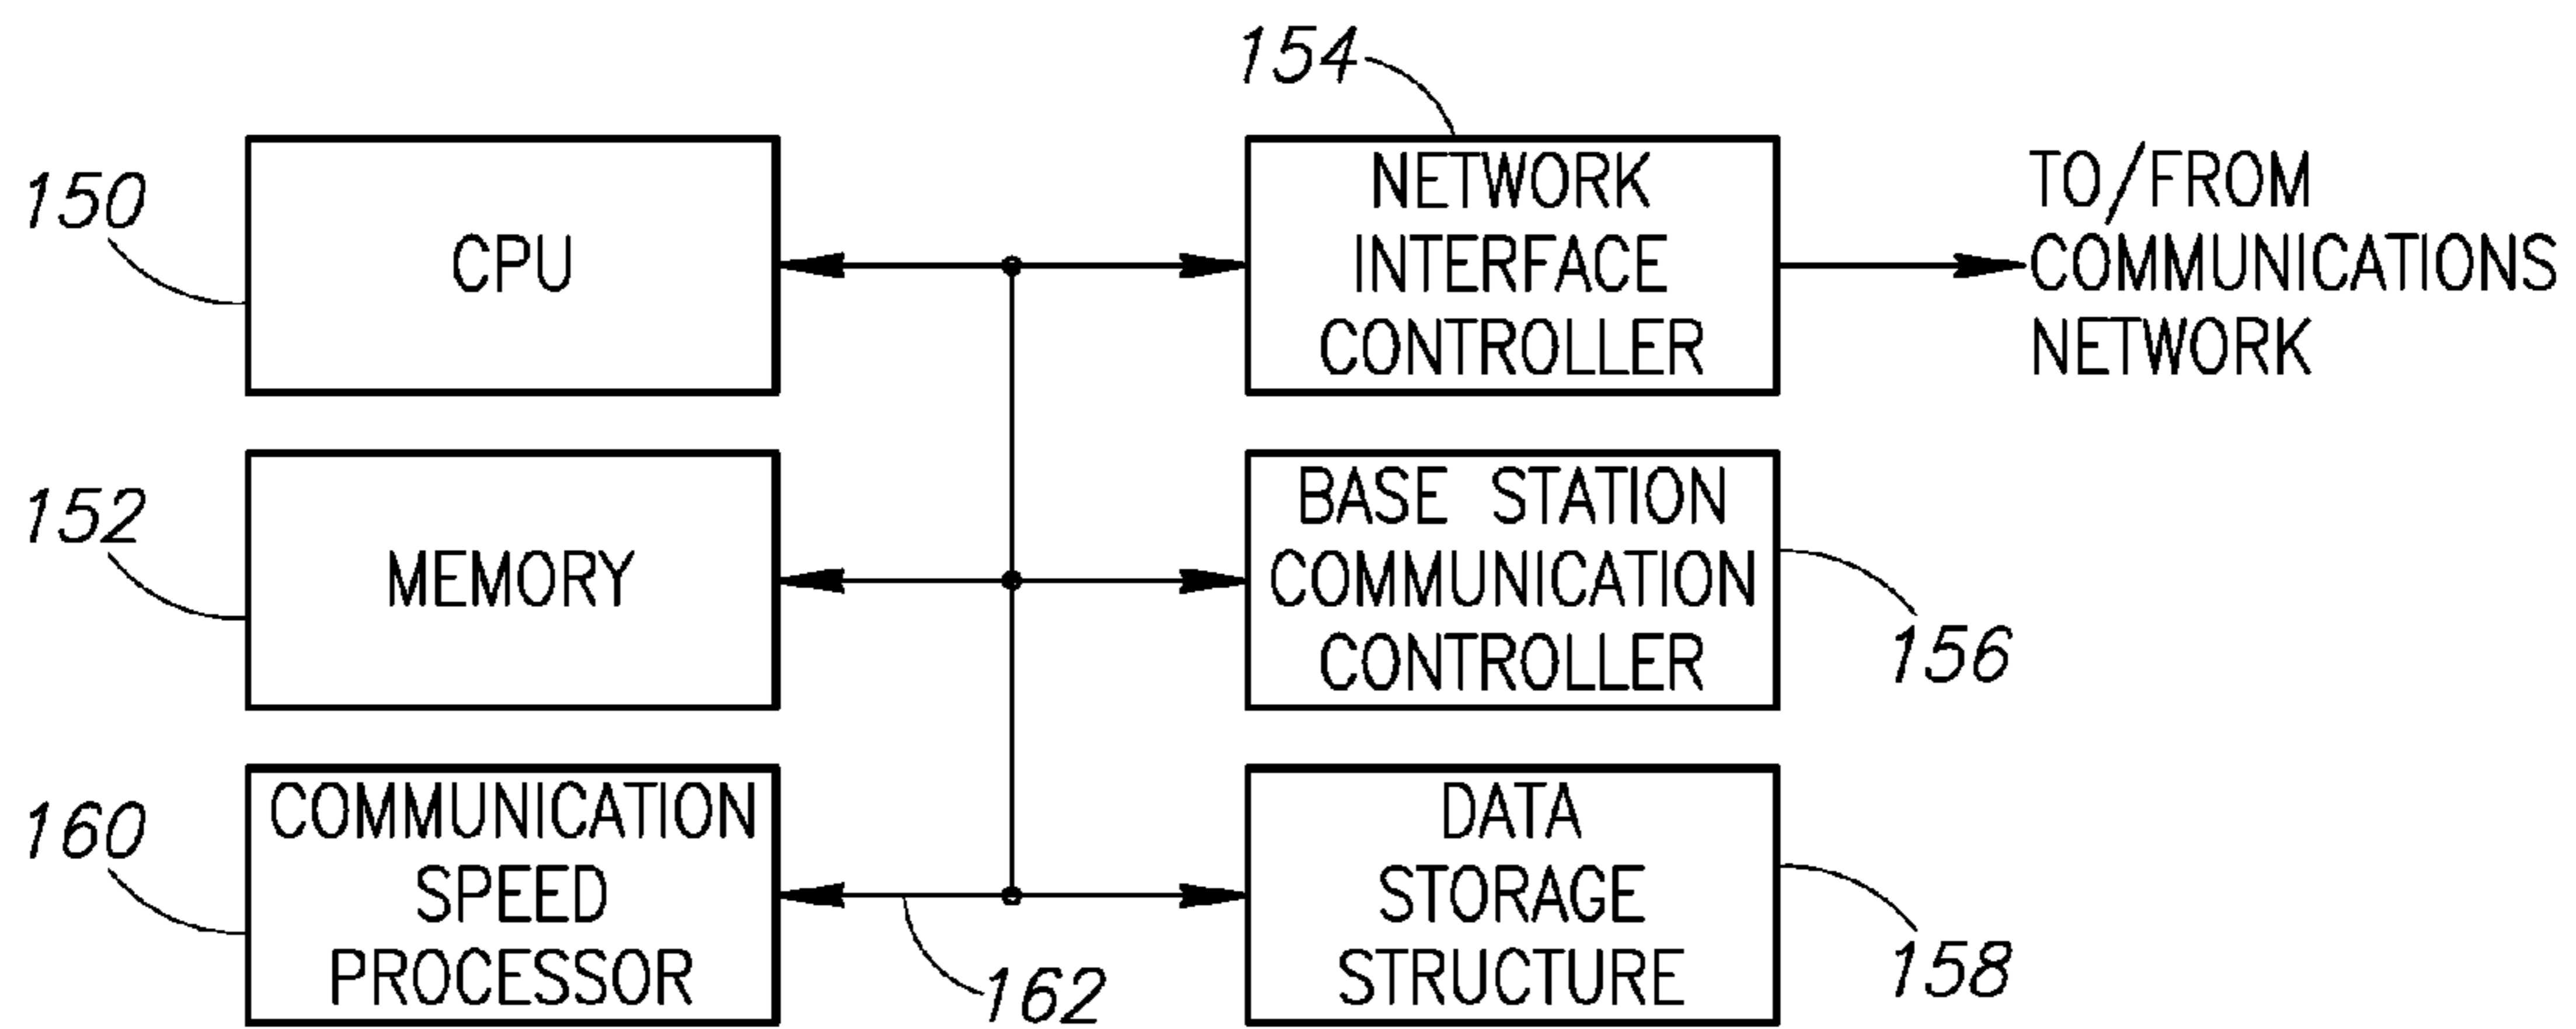 154
150
CPU
NETWORK
INTERFACE
CONTROLLER
TO/FROM
COMMUNICATIONS
NETWORK
152
MEMORY
BASE STATION
COMMUNICATION
CONTROLLER
156
160
COMMUNICATION
SPEED
PROCESSOR
162
DATA
STORAGE
STRUCTURE
158